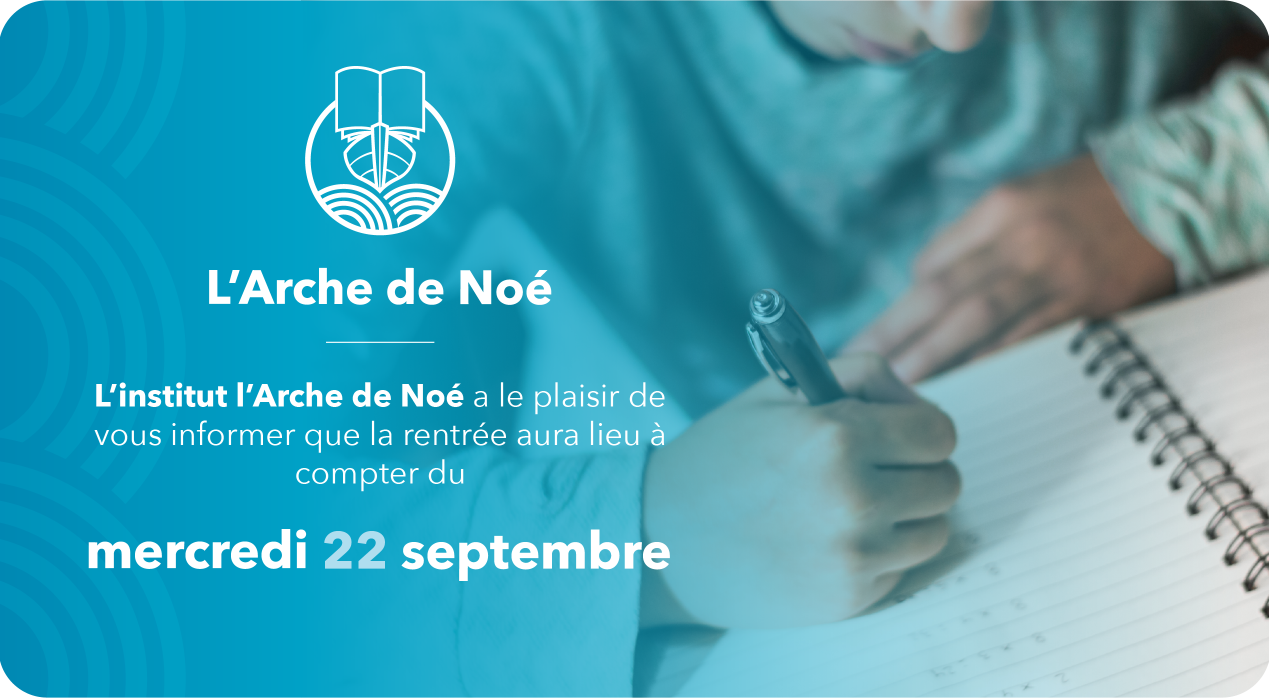 L’Arche de Noé
L’institut l’Arche de Noé a le plaisir de
vous informer que la rentrée aura lieu à
compter du
mercredi 22 septembre